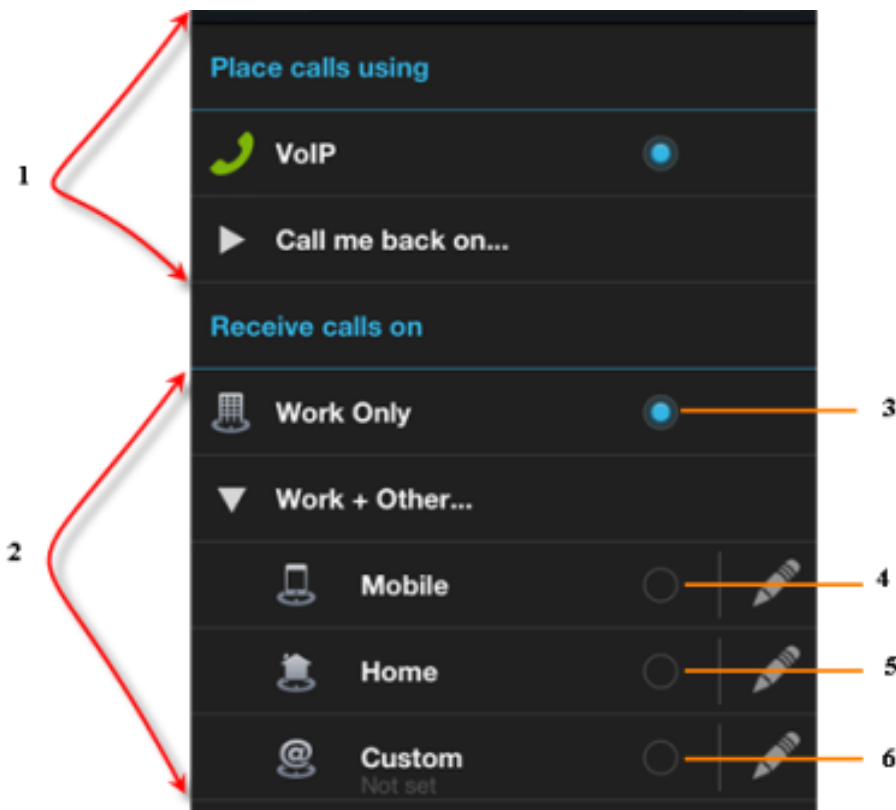 Place calls using
1
VoIP
Call me back on...
Receive calls on
2
Work Only
3
Work + Other...
Mobile
4
Home
5
Custom
6
Not set